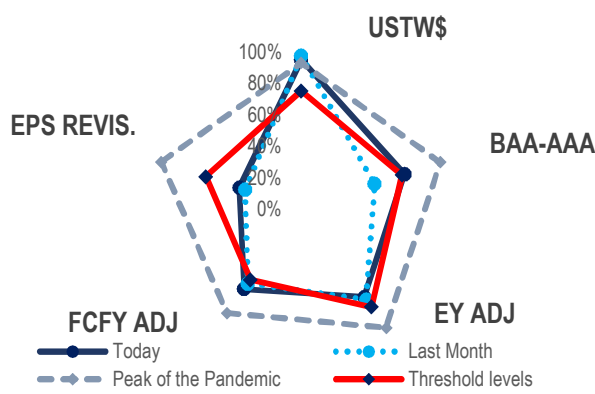 USTW$
100%
80%
EPS REVIS.
60%
BAA-AAA
40%
20%
0%
FCFY ADJ
EY ADJ
Today
Last Month
Peak of the Pandemic
Threshold levels